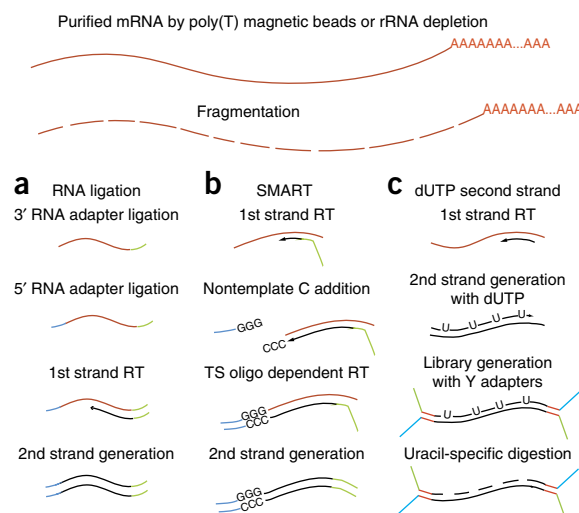 Purified mRNA by poly(T) magnetic beads or rRNA depletion
AAAAAAA...AAA
Fragmentation
AAAAAAA...AAA
a
RNA ligation
3′ RNA adapter ligation
5′ RNA adapter ligation
1st strand RT
2nd strand generation
b
SMART
1st strand RT
Nontemplate C addition
GGG
CCC
TS oligo dependent RT
GGG
CCC
2nd strand generation
GGG
CCC
c
dUTP second strand
1st strand RT
2nd strand generation
with dUTP
U U U U
Library generation
with Y adapters
U U U U
Uracil-specific digestion